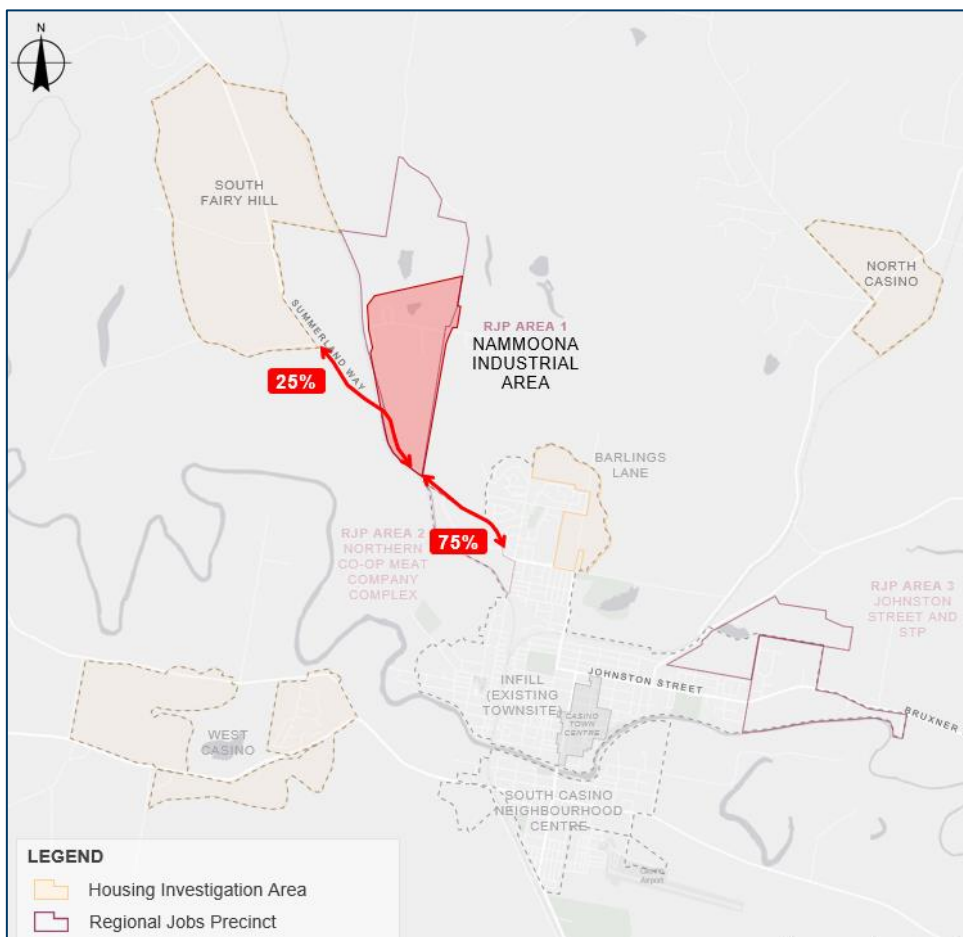 N
SOUTH
FAIRY HILL
NORTH
CASINO
SUMMERLAND WAY
RJP AREA 1
NAMMOONA
INDUSTRIAL
AREA
25%
BARLINGS
LANE
RJP AREA 2
NORTHERN
CO-OP MEAT
COMPANY
COMPLEX
75%
RJP AREA 3
JOHNSTON
STREET AND
STP
JOHNSTON STREET
INFILL
(EXISTING
TOWNSITE)
CASINO
TOWN
CENTRE
BRUXNER
WEST
CASINO
SOUTH CASINO
NEIGHBOURHOOD
CENTRE
Casino
Airport
LEGEND
Housing Investigation Area
Regional Jobs Precinct